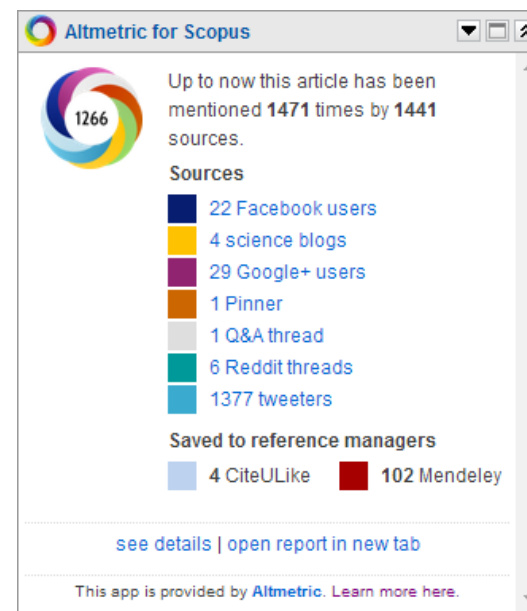 Altmetric for Scopus
1266
Up to now this article has been
mentioned 1471 times by 1441
sources.
Sources
22 Facebook users
4 science blogs
29 Google+ users
1 Pinner
1 Q&A thread
6 Reddit threads
1377 tweeters
Saved to reference managers
4 CiteULike 102 Mendeley
see details | open report in new tab
This app is provided by Altmetric. Learn more here.